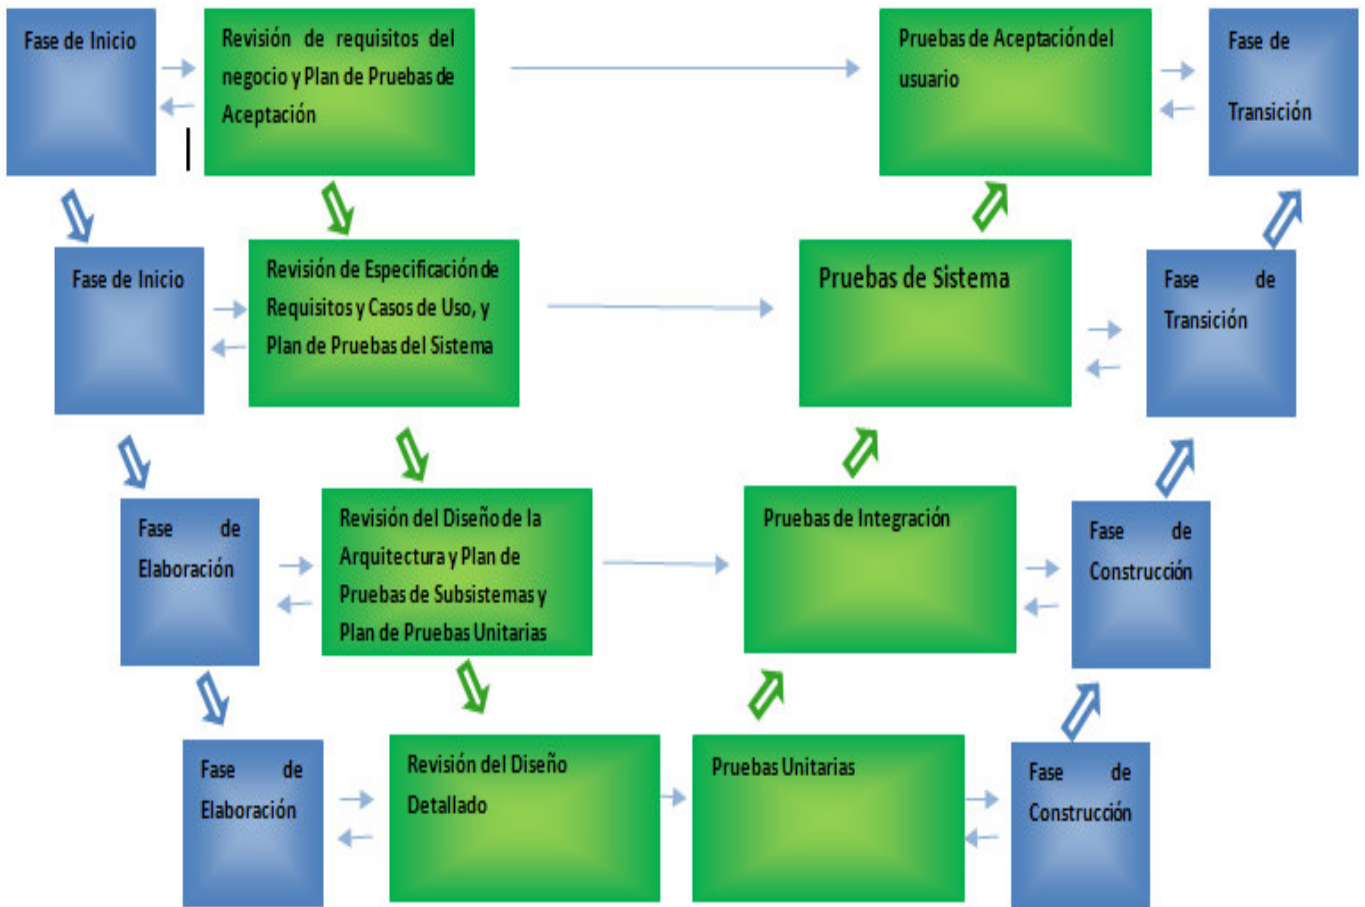 Fase de Inicio
Revisión de requisitos del
negocio y Plan de Pruebas de
Aceptación
Pruebas de Aceptación del
usuario
Fase de
Transición
Fase de Inicio
Revisión de Especificación de
Requisitos y Casos de Uso, y
Plan de Pruebas del Sistema
Pruebas de Sistema
Fase de
Transición
Fase de
Elaboración
Revisión del Diseño de la
Arquitectura y Plan de
Pruebas de Subsistemas y
Plan de Pruebas Unitarias
Pruebas de Integración
Fase de
Construcción
Fase de
Elaboración
Revisión del Diseño
Detallado
Pruebas Unitarias
Fase de
Construcción